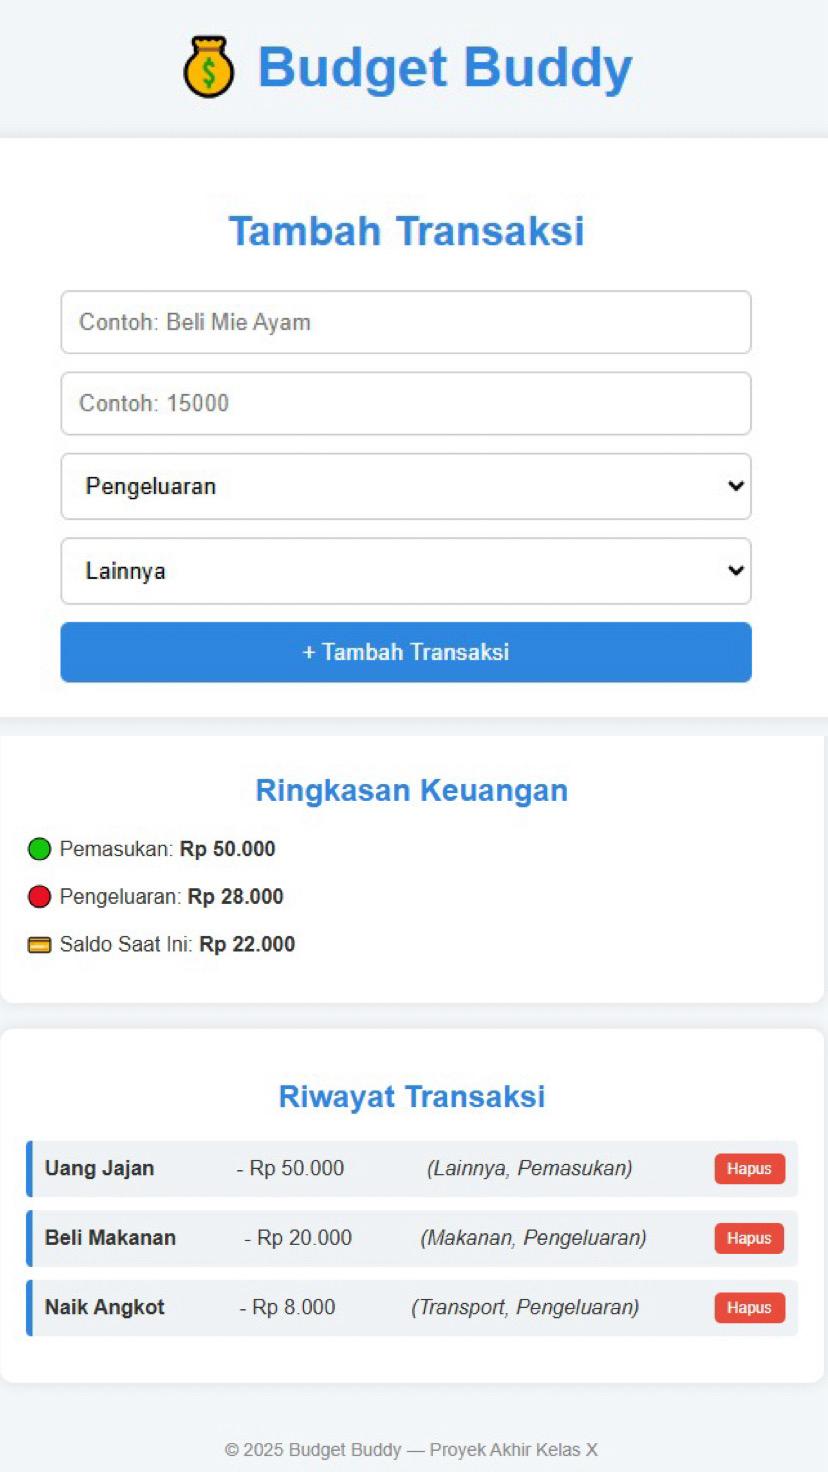 Budget Buddy
Tambah Transaksi
Contoh: Beli Mie Ayam
Contoh: 15000
Pengeluaran
Lainnya
+ Tambah Transaksi
Ringkasan Keuangan
Pemasukan: Rp 50.000
Pengeluaran: Rp 28.000
Saldo Saat Ini: Rp 22.000
Riwayat Transaksi
Uang Jajan - Rp 50.000 (Lainnya, Pemasukan) Hapus
Beli Makanan - Rp 20.000 (Makanan, Pengeluaran) Hapus
Naik Angkot - Rp 8.000 (Transport, Pengeluaran) Hapus
© 2025 Budget Buddy — Proyek Akhir Kelas X